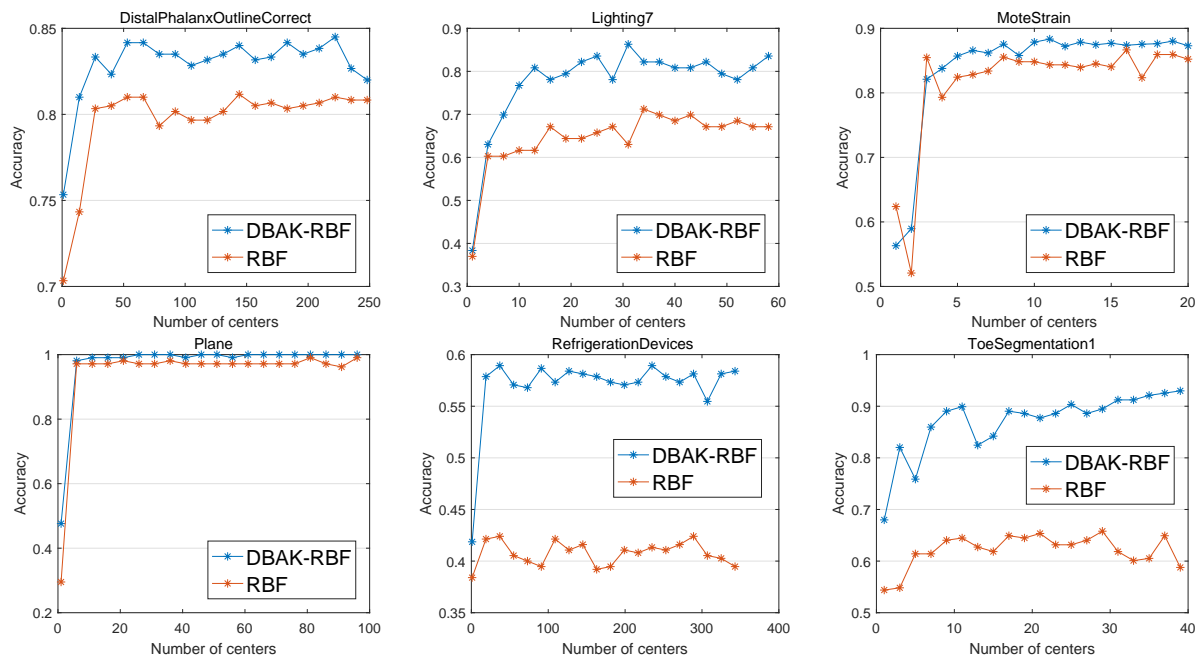 DistalPhalanxOutlineCorrect
0.85
0.8
0.75
0.7
Accuracy
0 50 100 150 200 250
Number of centers
DBAK-RBF
RBF
Lighting7
0.9
0.8
0.7
0.6
0.5
0.4
0.3
Accuracy
0 10 20 30 40 50 60
Number of centers
DBAK-RBF
RBF
MoteStrain
0.9
0.8
0.7
0.6
0.5
Accuracy
0 5 10 15 20
Number of centers
DBAK-RBF
RBF
Plane
1
0.8
0.6
0.4
0.2
Accuracy
0 20 40 60 80 100
Number of centers
DBAK-RBF
RBF
RefrigerationDevices
0.6
0.55
0.5
0.45
0.4
0.35
Accuracy
0 100 200 300 400
Number of centers
DBAK-RBF
RBF
ToeSegmentation1
1
0.9
0.8
0.7
0.6
0.5
Accuracy
0 10 20 30 40
Number of centers
DBAK-RBF
RBF